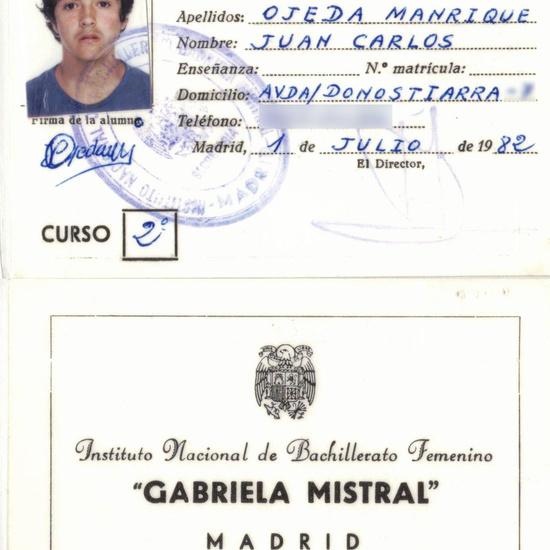 Apellidos: OJEDA MANRIQUE
Nombre: JUAN CARLOS
Enseñanza: N.º matrícula:
Domicilio: AVDA/DONOSTIARRA -
Firma de la alumna
Teléfono:
Madrid, 1 de JULIO de 1982
El Director,
MADRID
CURSO 2º
Instituto Nacional de Bachillerato Femenino
“GABRIELA MISTRAL”
MADRID